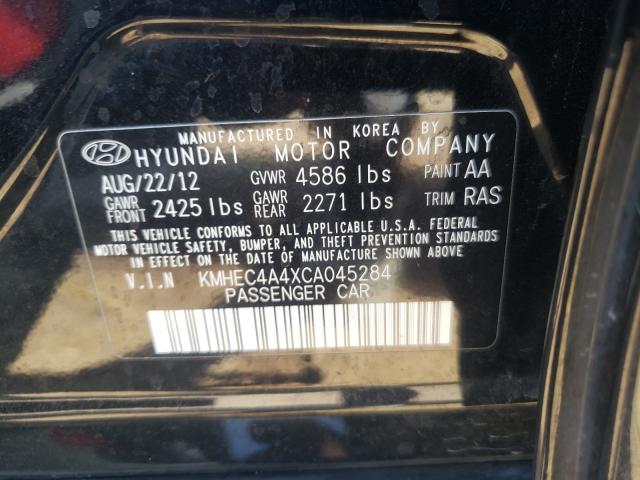 MANUFACTURED IN KOREA BY
HYUNDAI MOTOR COMPANY
AUG/22/12 GVWR 4586 lbs PAINT AA
GAWR FRONT 2425 lbs GAWR REAR 2271 lbs TRIM RAS
THIS VEHICLE CONFORMS TO ALL APPLICABLE U.S.A. FEDERAL
MOTOR VEHICLE SAFETY, BUMPER, AND THEFT PREVENTION STANDARDS
IN EFFECT ON THE DATE OF MANUFACTURE SHOWN ABOVE.
V.I.N KMHEC4A4XCA045284
PASSENGER CAR